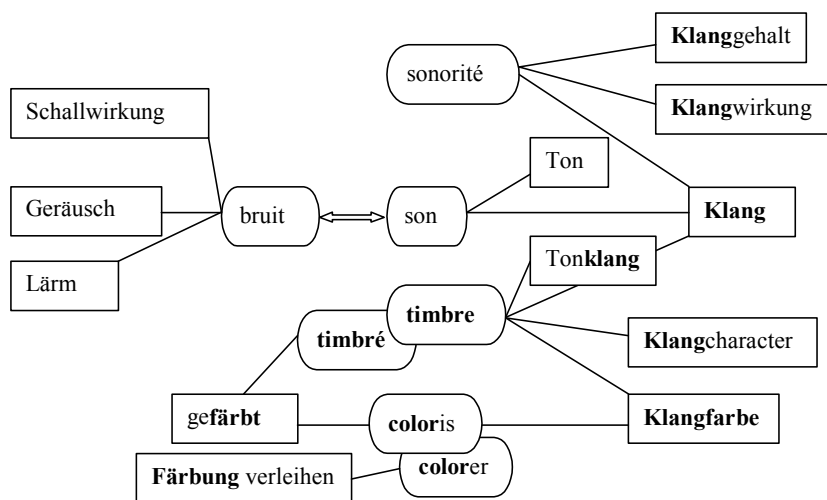 Klanggehalt
sonorité
Klangwirkung
Schallwirkung
Ton
Geräusch
bruit
son
Klang
Lärm
Tonklang
timbre
timbré
Klangcharacter
gefärbt
coloris
Klangfarbe
Färbung verleihen
colorer